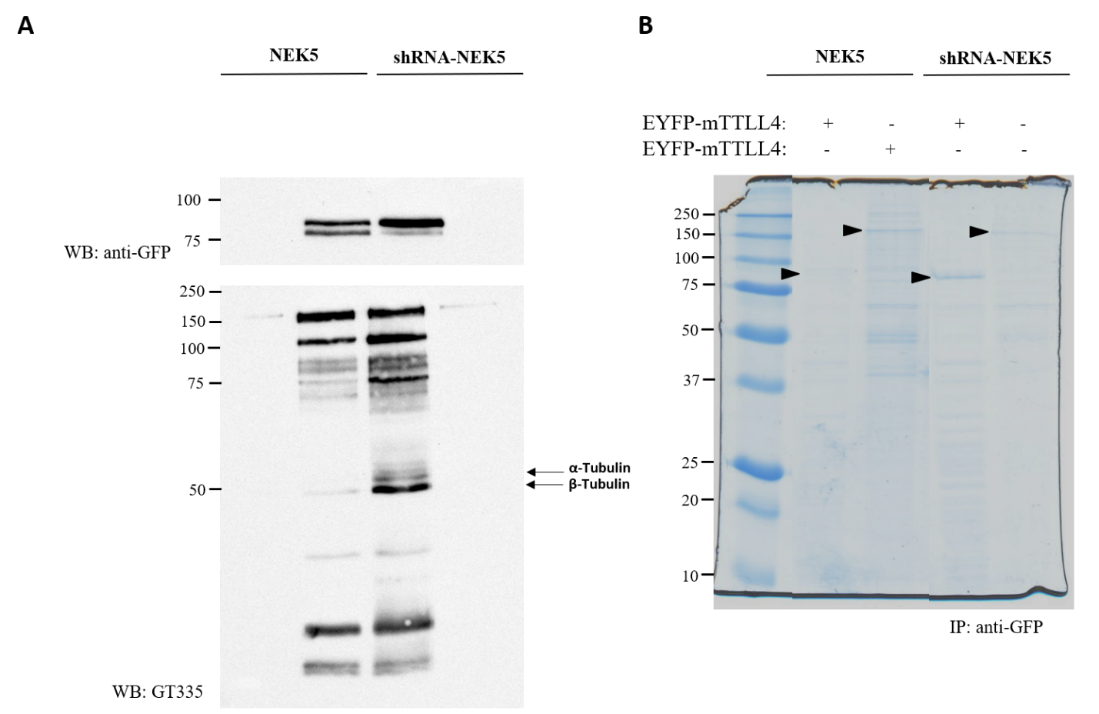 A
NEK5 shRNA-NEK5
100
75
WB: anti-GFP
250
150
100
75
50
α-Tubulin
β-Tubulin
WB: GT335
B
NEK5 shRNA-NEK5
EYFP-mTTLL4: + - + -
EYFP-mTTLL4: - + - -
250
150
100
75
50
37
25
20
10
IP: anti-GFP